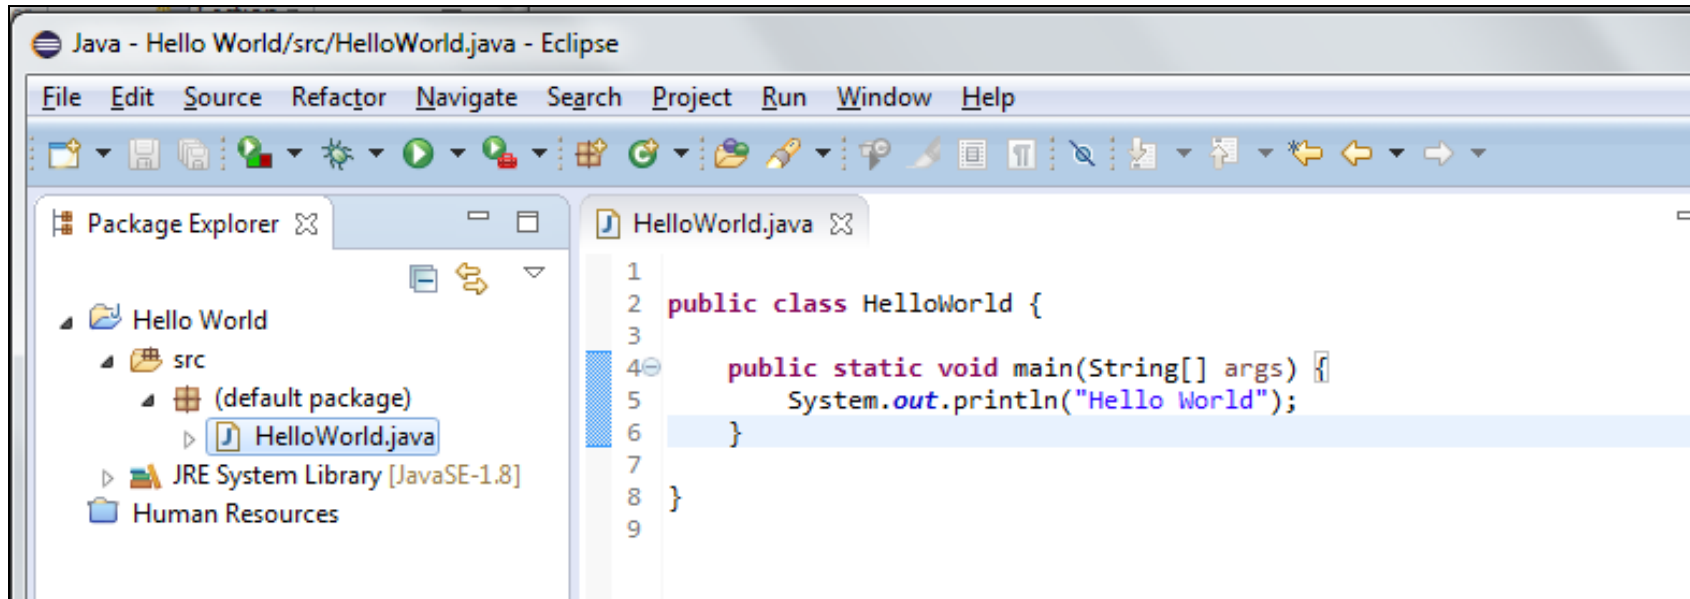 Java - Hello World/src/HelloWorld.java - Eclipse
File Edit Source Refactor Navigate Search Project Run Window Help
Package Explorer
HelloWorld.java
Hello World
src
(default package)
HelloWorld.java
JRE System Library [JavaSE-1.8]
Human Resources
1
2 public class HelloWorld {
3
4 public static void main(String[] args) {
5 System.out.println("Hello World");
6 }
7
8 }
9